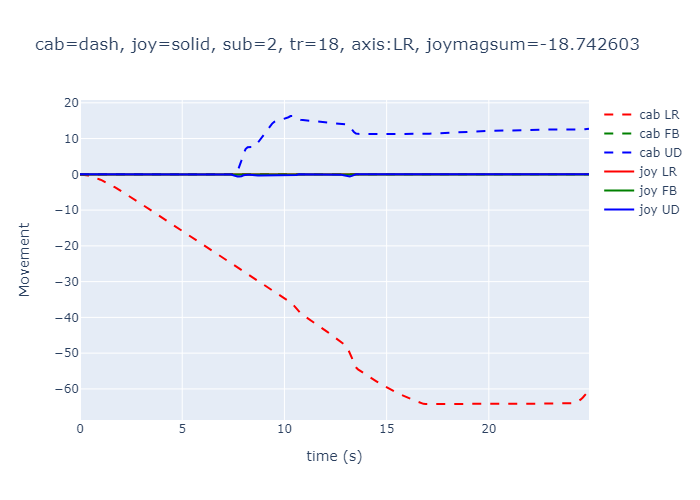 cab=dash, joy=solid, sub=2, tr=18, axis:LR, joymagsum=-18.742603
20
10
0
−10
−20
−30
−40
−50
−60
0
5
10
15
20
Movement
time (s)
cab LR
cab FB
cab UD
joy LR
joy FB
joy UD